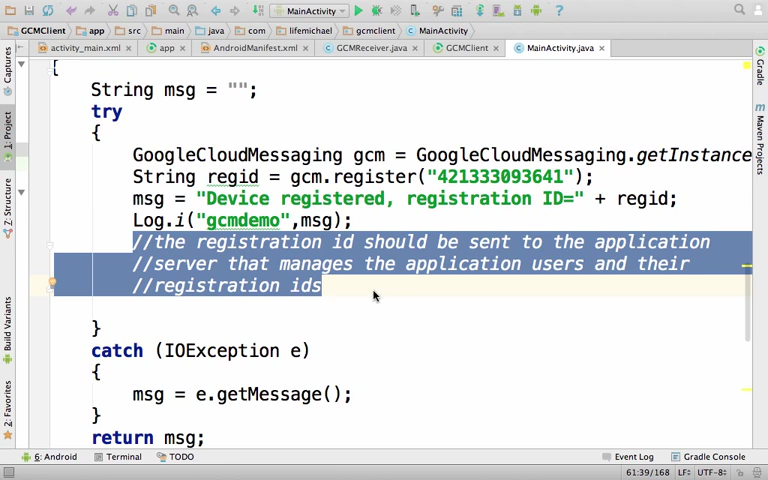 MainActivity
GCMClient app src main java com lifemichael gcmclient MainActivity
activity_main.xml app AndroidManifest.xml GCMReceiver.java GCMClient MainActivity.java
Captures
1: Project
7: Structure
Build Variants
2: Favorites
Gradle
Maven Projects
{
String msg = "";
try
{
GoogleCloudMessaging gcm = GoogleCloudMessaging.getInstance
String regid = gcm.register("421333093641");
msg = "Device registered, registration ID=" + regid;
Log.i("gcmdemo",msg);
//the registration id should be sent to the application
//server that manages the application users and their
//registration ids
}
catch (IOException e)
{
msg = e.getMessage();
}
return msg;
6: Android Terminal TODO Event Log Gradle Console
61:39/168 LF÷ UTF-8÷